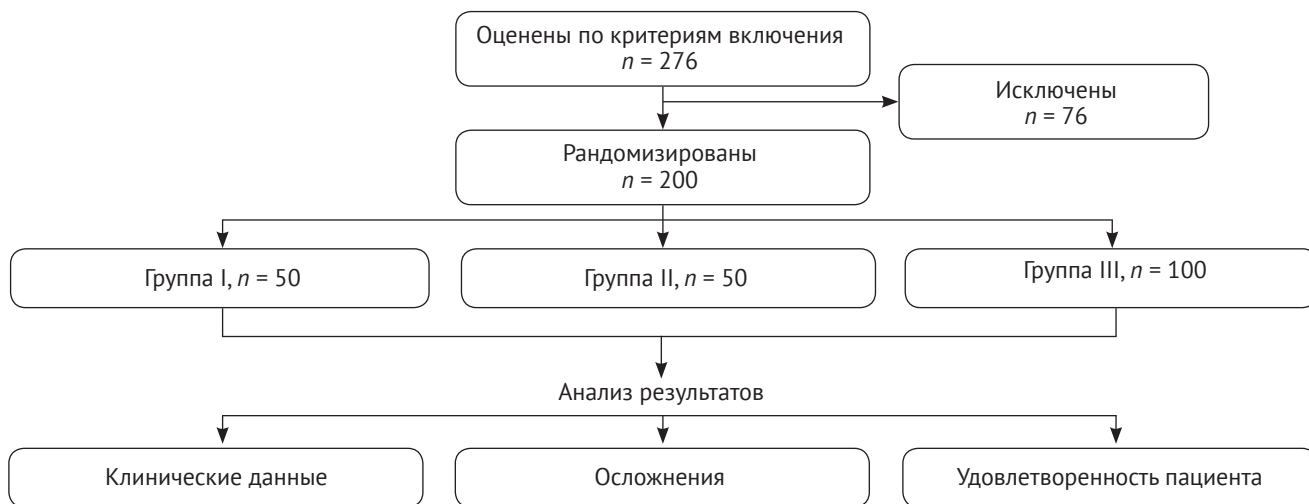 Оценены по критериям включения
n = 276
Исключены
n = 76
Рандомизированы
n = 200
Группа I, n = 50
Группа II, n = 50
Группа III, n = 100
Анализ результатов
Клинические данные
Осложнения
Удовлетворенность пациента